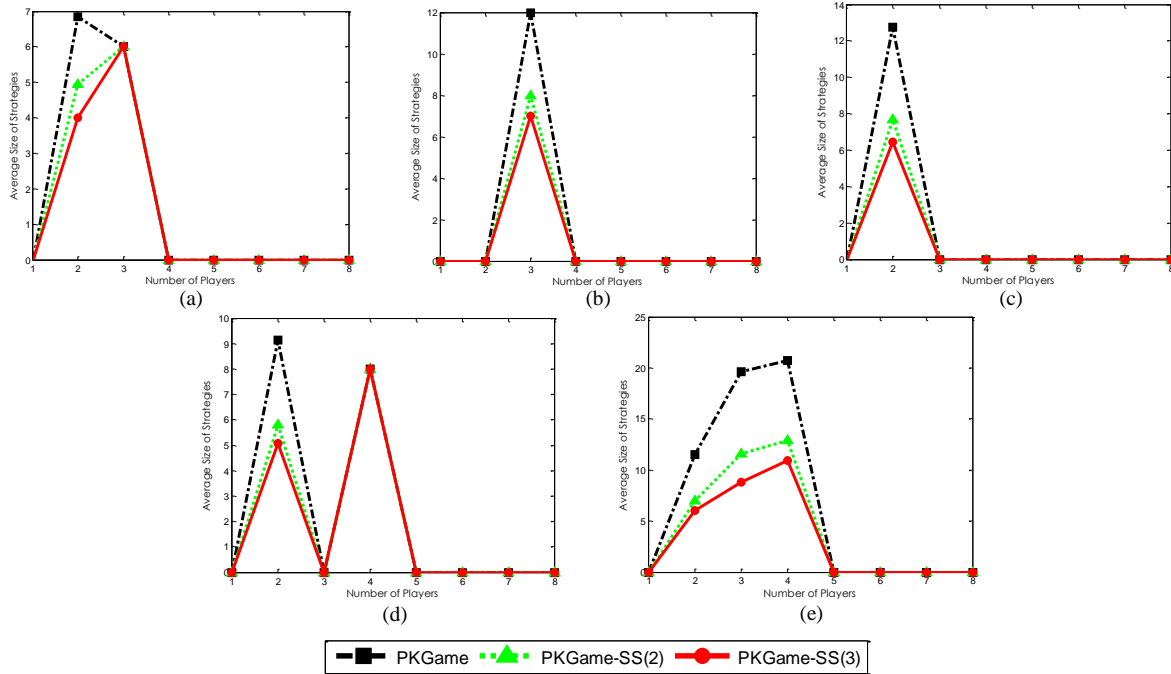 7
6
5
4
3
2
1
0
Average Size of Strategies
1 2 3 4 5 6 7 8
Number of Players
(a)
12
10
8
6
4
2
0
Average Size of Strategies
1 2 3 4 5 6 7 8
Number of Players
(b)
14
12
10
8
6
4
2
0
Average Size of Strategies
1 2 3 4 5 6 7 8
Number of Players
(c)
10
9
8
7
6
5
4
3
2
1
0
Average Size of Strategies
1 2 3 4 5 6 7 8
Number of Players
(d)
25
20
15
10
5
0
Average Size of Strategies
1 2 3 4 5 6 7 8
Number of Players
(e)
PKGame PKGame-SS(2) PKGame-SS(3)